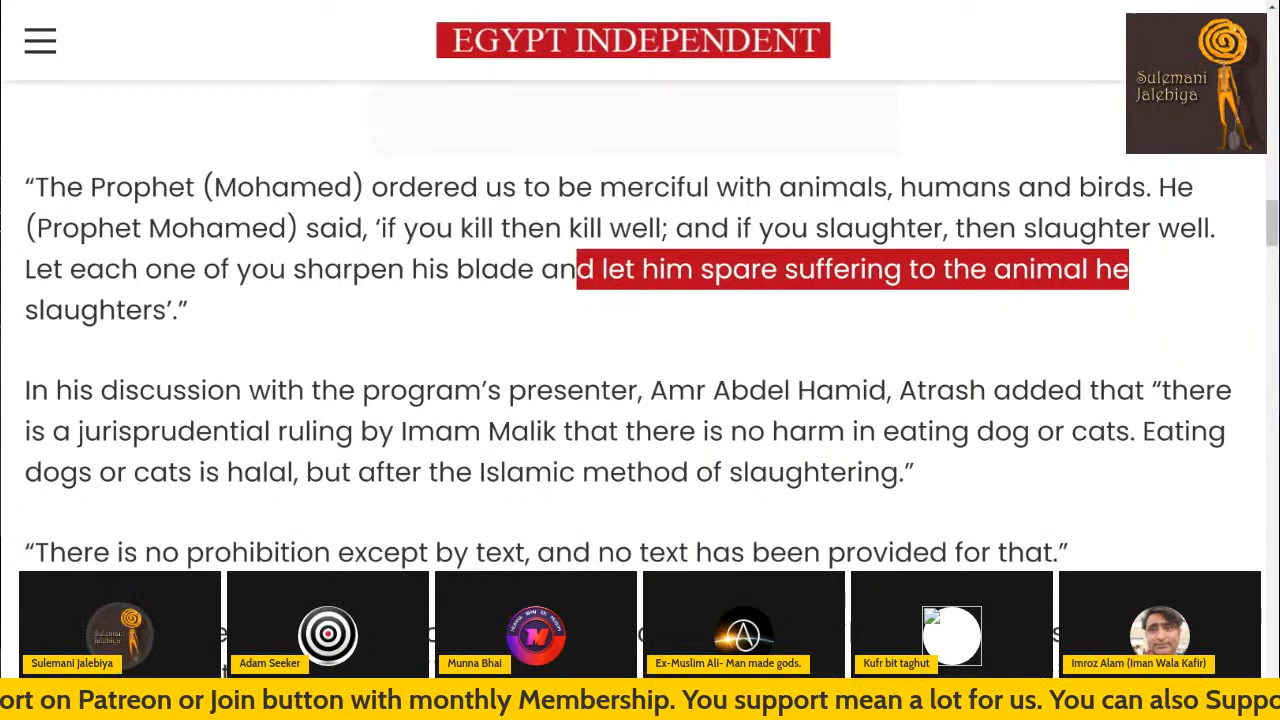 EGYPT INDEPENDENT
Sulemani
Jalebiya
“The Prophet (Mohamed) ordered us to be merciful with animals, humans and birds. He
(Prophet Mohamed) said, ‘if you kill then kill well; and if you slaughter, then slaughter well.
Let each one of you sharpen his blade and let him spare suffering to the animal he
slaughters’.”
In his discussion with the program’s presenter, Amr Abdel Hamid, Atrash added that “there
is a jurisprudential ruling by Imam Malik that there is no harm in eating dog or cats. Eating
dogs or cats is halal, but after the Islamic method of slaughtering.”
“There is no prohibition except by text, and no text has been provided for that.”
Sulemani Jalebiya
Adam Seeker
Munna Bhai
Ex-Muslim Ali- Man made gods.
Kufr bit taghut
Imroz Alam (Iman Wala Kafir)
ort on Patreon or Join button with monthly Membership. You support mean a lot for us. You can also Suppo